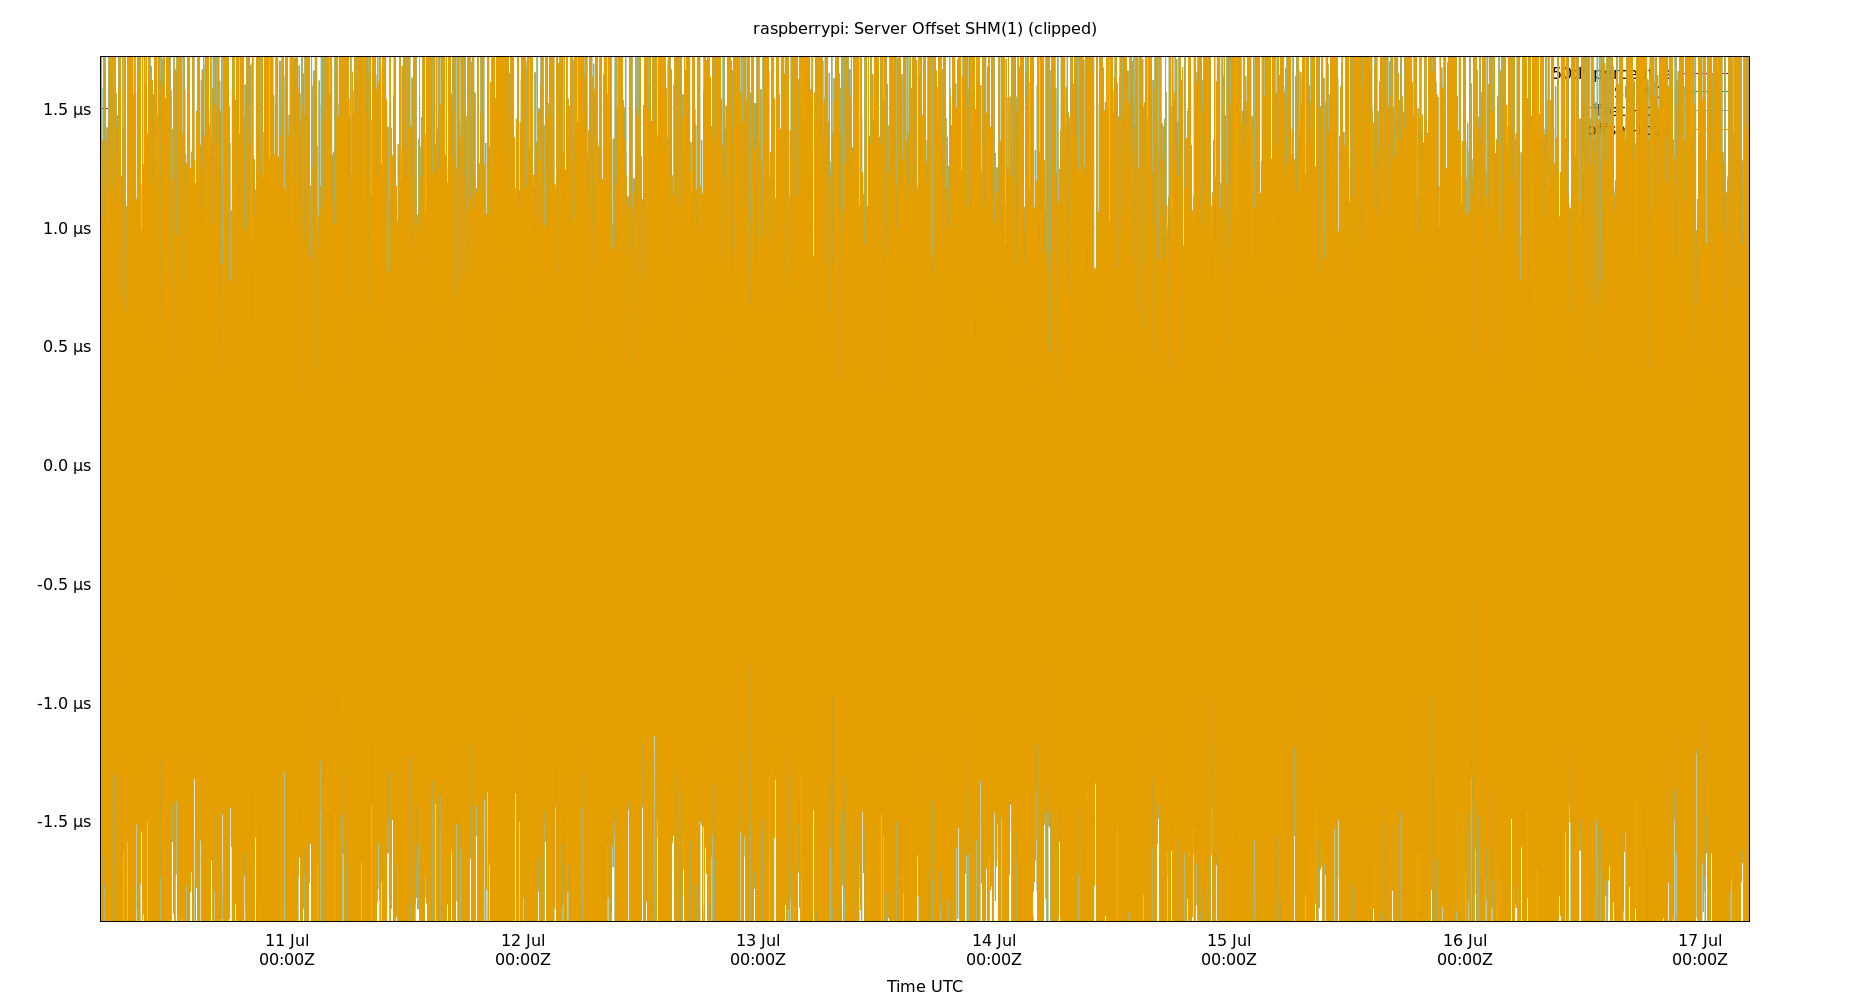 raspberrypi: Server Offset SHM(1) (clipped)
1.5 µs
1.0 µs
0.5 µs
0.0 µs
-0.5 µs
-1.0 µs
-1.5 µs
11 Jul 12 Jul 13 Jul 14 Jul 15 Jul 16 Jul 17 Jul
00:00Z 00:00Z 00:00Z 00:00Z 00:00Z 00:00Z 00:00Z
Time UTC